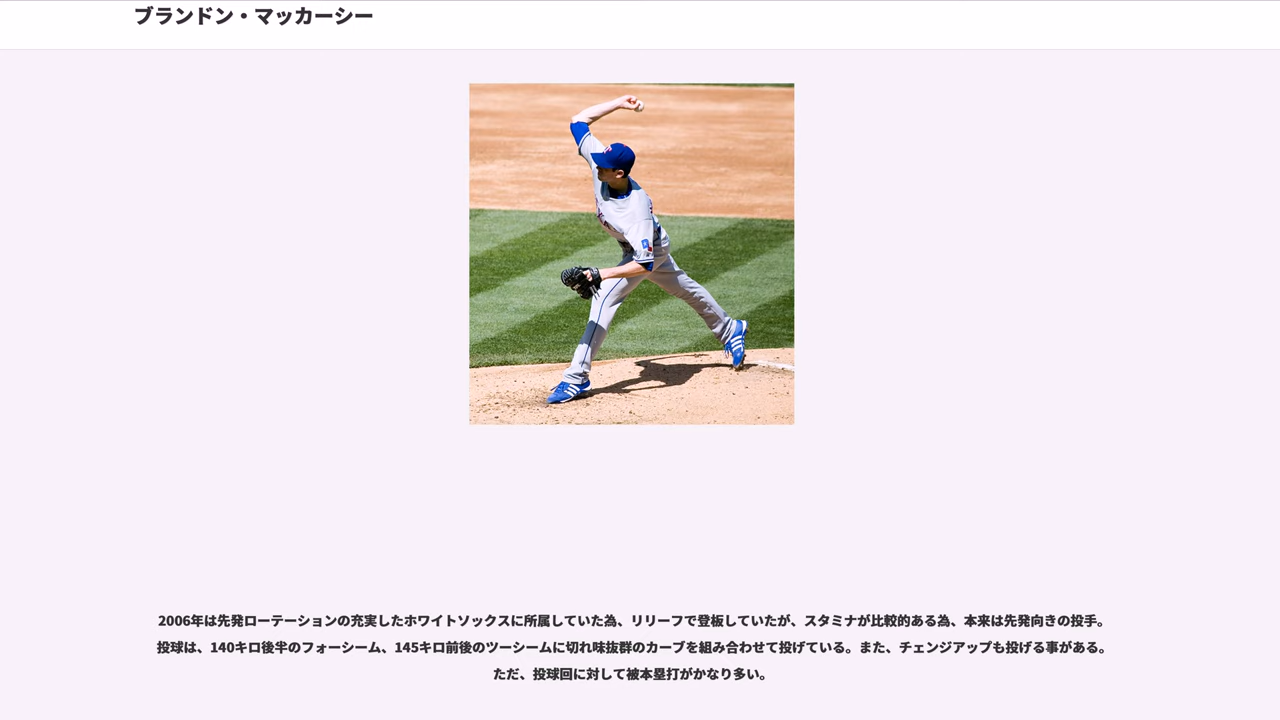 ブランドン・マッカーシー
2006年は先発ローテーションの充実したホワイトソックスに所属していた為、リリーフで登板していたが、スタミナが比較的ある為、本来は先発向きの投手。
投球は、140キロ後半のフォーシーム、145キロ前後のツーシームに切れ味抜群のカーブを組み合わせて投げている。また、チェンジアップも投げる事がある。
ただ、投球回に対して被本塁打がかなり多い。